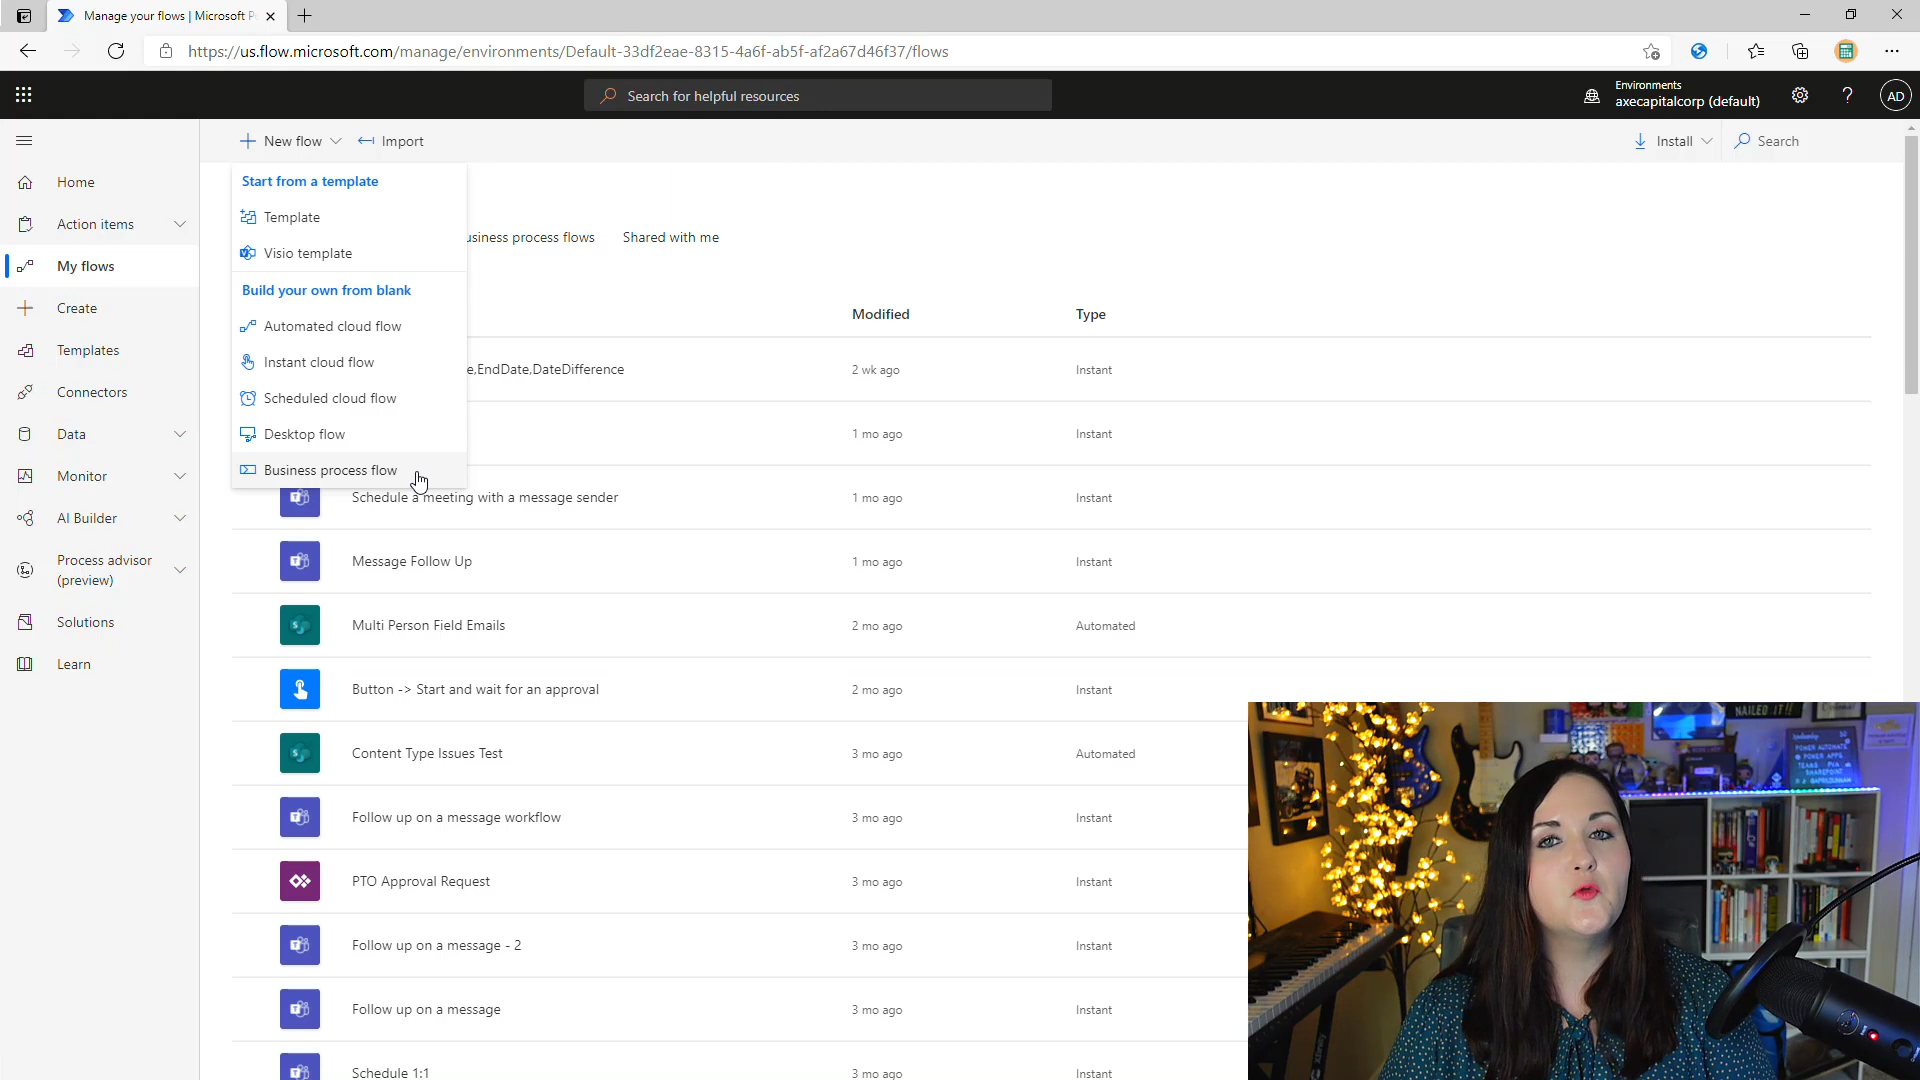 Manage your flows | Microsoft P
https://us.flow.microsoft.com/manage/environments/Default-33df2eae-8315-4a6f-ab5f-af2a67d46f37/flows
Search for helpful resources
Environments
axecapitalcorp (default)
?
AD
New flow
Import
Install
Search
Home
Action items
My flows
Create
Templates
Connectors
Data
Monitor
AI Builder
Process advisor
(preview)
Solutions
Learn
Start from a template
Template
Visio template
Build your own from blank
Automated cloud flow
Instant cloud flow
Scheduled cloud flow
Desktop flow
Business process flow
usiness process flows
Shared with me
Modified
Type
e,EndDate,DateDifference
2 wk ago
Instant
1 mo ago
Instant
Schedule a meeting with a message sender
1 mo ago
Instant
Message Follow Up
1 mo ago
Instant
Multi Person Field Emails
2 mo ago
Automated
Button -> Start and wait for an approval
2 mo ago
Instant
Content Type Issues Test
3 mo ago
Automated
Follow up on a message workflow
3 mo ago
Instant
PTO Approval Request
3 mo ago
Instant
Follow up on a message - 2
3 mo ago
Instant
Follow up on a message
3 mo ago
Instant
Schedule 1:1
3 mo ago
Instant
NAILED IT!!
POWER AUTOMATE
POWER APPS
TEAMS PVA
SHAREPOINT